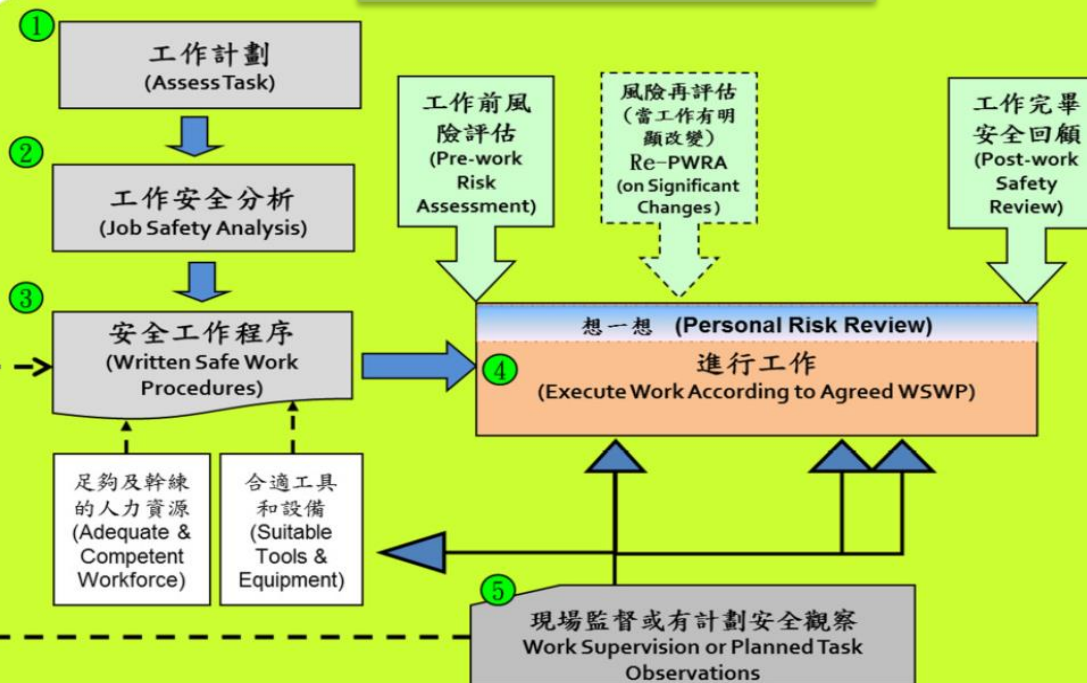 ①
工作計劃
(Assess Task)
②
工作安全分析
(Job Safety Analysis)
③
安全工作程序
(Written Safe Work
Procedures)
足夠及幹練
的人力資源
(Adequate &
Competent
Workforce)
合適工具
和設備
(Suitable
Tools &
Equipment)
工作前風
險評估
(Pre-work
Risk
Assessment)
風險再評估
(當工作有明
顯改變)
Re-PWRA
(on Significant
Changes)
工作完畢
安全回顧
(Post-work
Safety
Review)
想一想 (Personal Risk Review)
④
進行工作
(Execute Work According to Agreed WSWP)
⑤
現場監督或有計劃安全觀察
Work Supervision or Planned Task
Observations